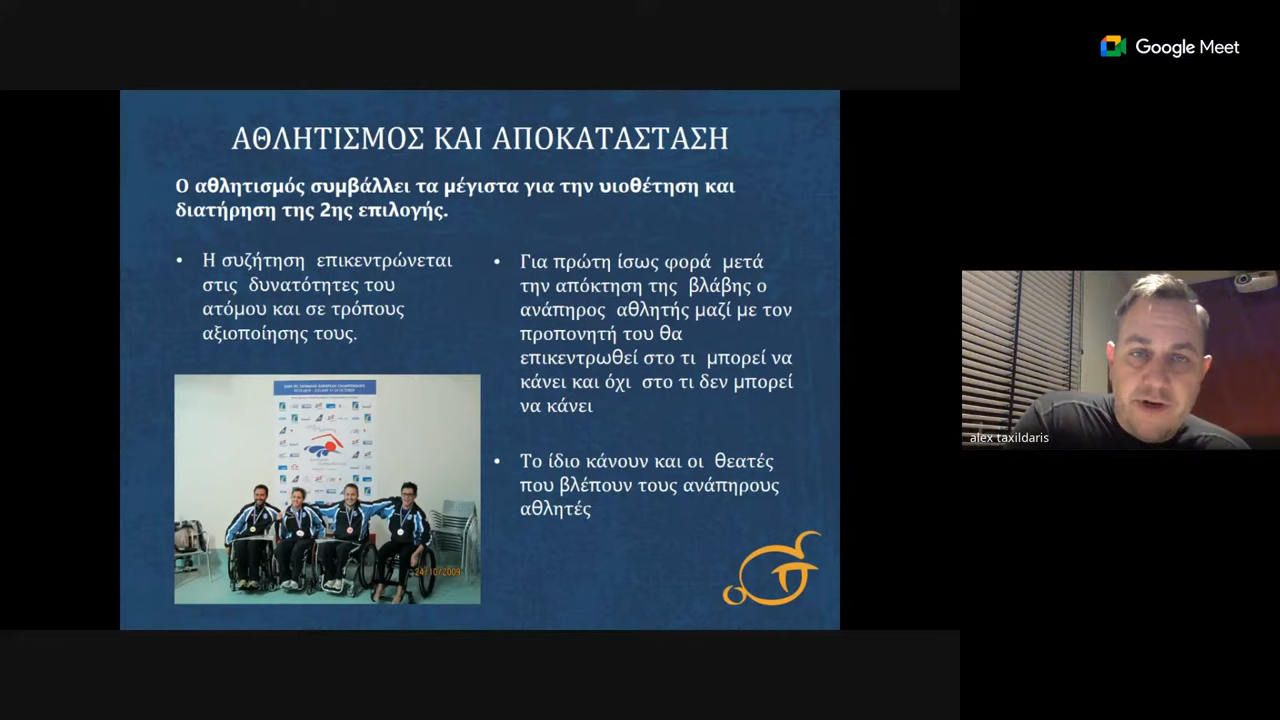 Google Meet
ΑΘΛΗΤΙΣΜΟΣ ΚΑΙ ΑΠΟΚΑΤΑΣΤΑΣΗ
Ο αθλητισμός συμβάλλει τα μέγιστα για την υιοθέτηση και
διατήρηση της 2ης επιλογής.
• Η συζήτηση επικεντρώνεται
στις δυνατότητες του
ατόμου και σε τρόπους
αξιοποίησης τους.
• Για πρώτη ίσως φορά μετά
την απόκτηση της βλάβης ο
ανάπηρος αθλητής μαζί με τον
προπονητή του θα
επικεντρωθεί στο τι μπορεί να
κάνει και όχι στο τι δεν μπορεί
να κάνει
• Το ίδιο κάνουν και οι θεατές
που βλέπουν τους ανάπηρους
αθλητές
24/10/2009
alex taxildaris